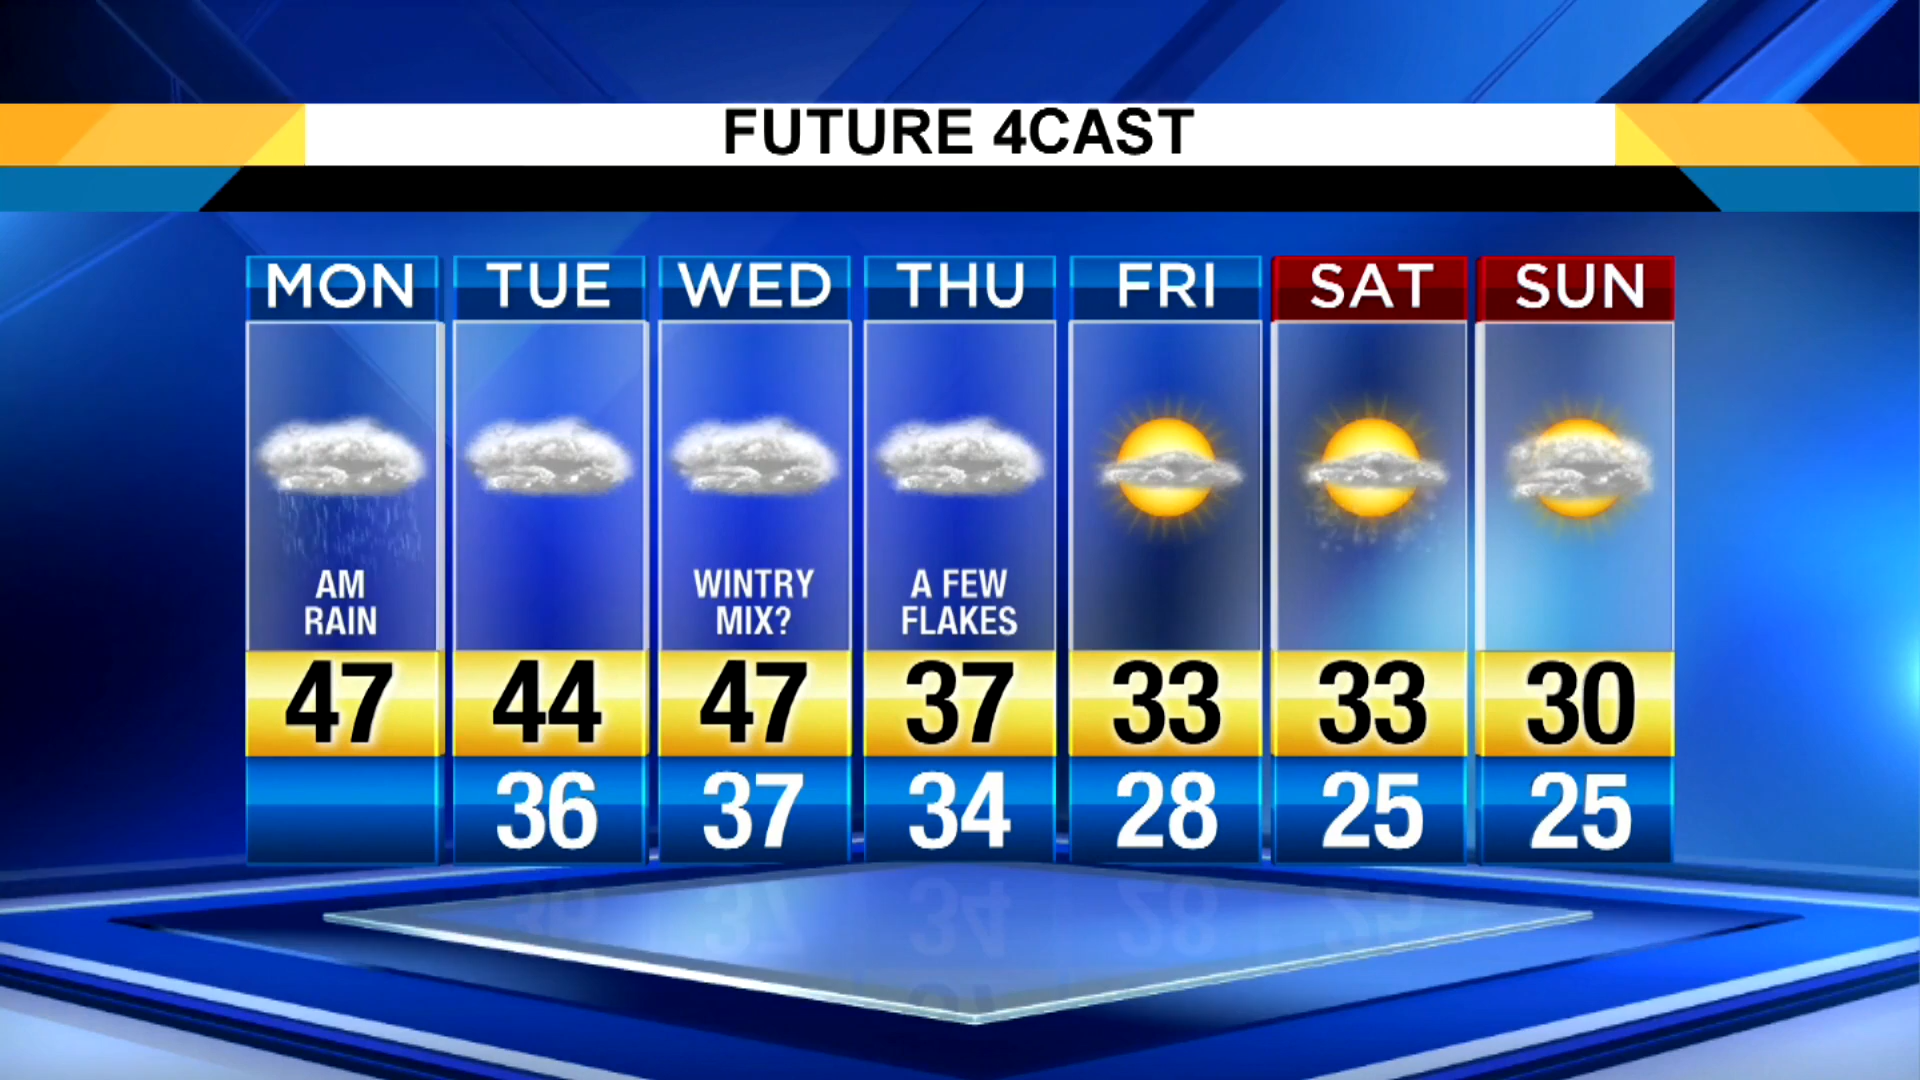 FUTURE 4CAST
MON TUE WED THU FRI SAT SUN
AM WINTRY A FEW
RAIN MIX? FLAKES
47 44 47 37 33 33 30
36 37 34 28 25 25